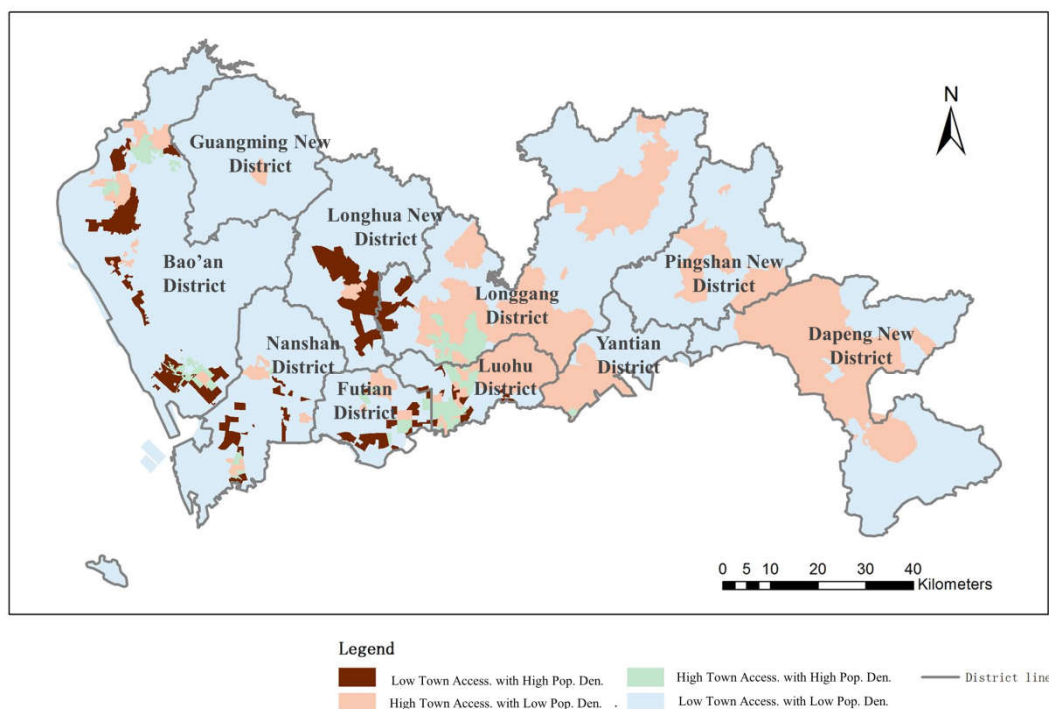 N
Guangming New
District
Longhua New
District
Bao'an
District
Pingshan New
District
Longgang
District
Nanshan
District
Yantian
District
Dapeng New
District
Luohu
District
Futian
District
0 5 10 20 30 40
Kilometers
Legend
Low Town Access. with High Pop. Den.
High Town Access. with High Pop. Den.
District line
High Town Access. with Low Pop. Den.
Low Town Access. with Low Pop. Den.